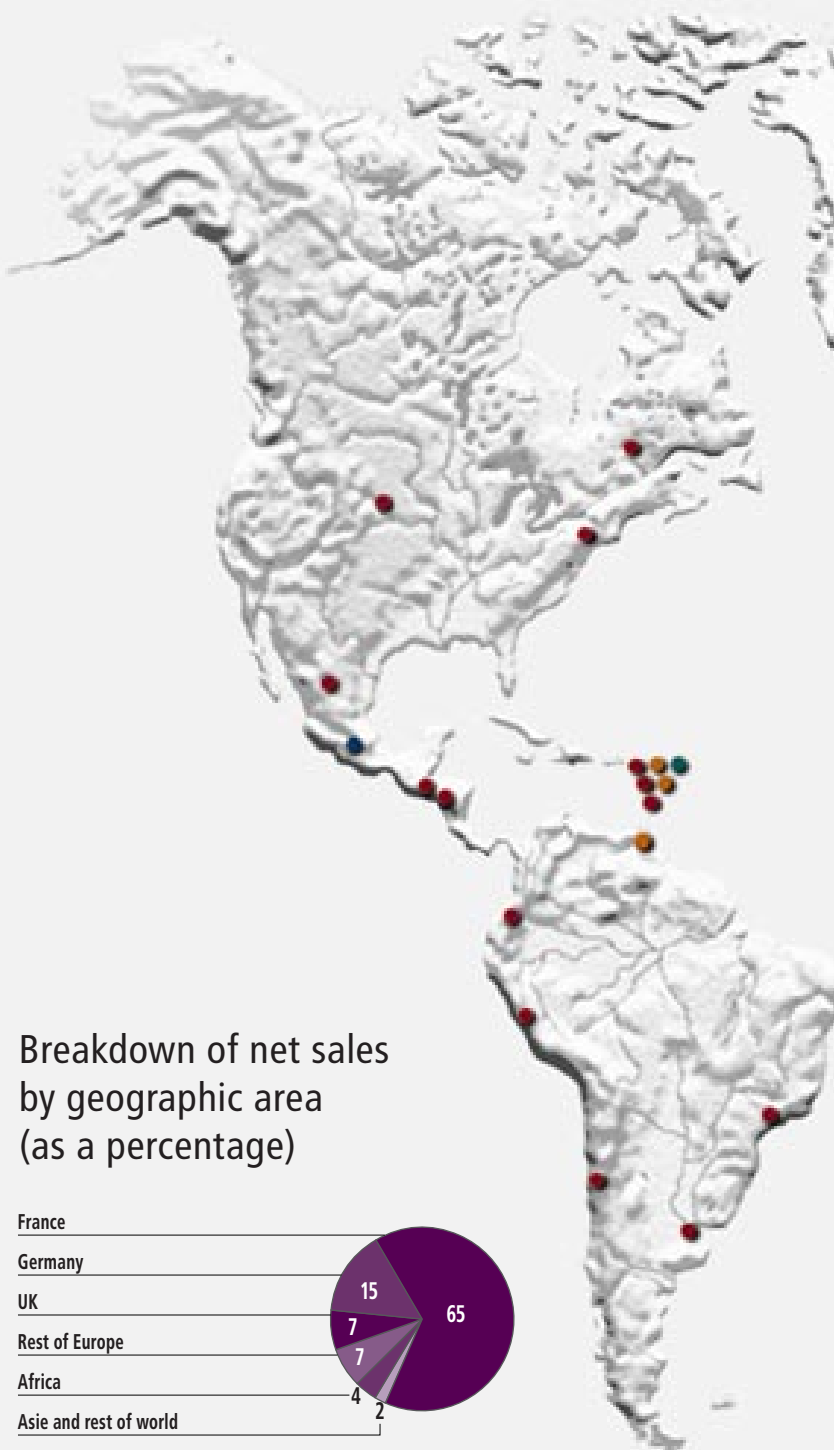 Breakdown of net sales
by geographic area
(as a percentage)
France
Germany
UK
Rest of Europe
Africa
Asie and rest of world
15
65
7
7
4
2